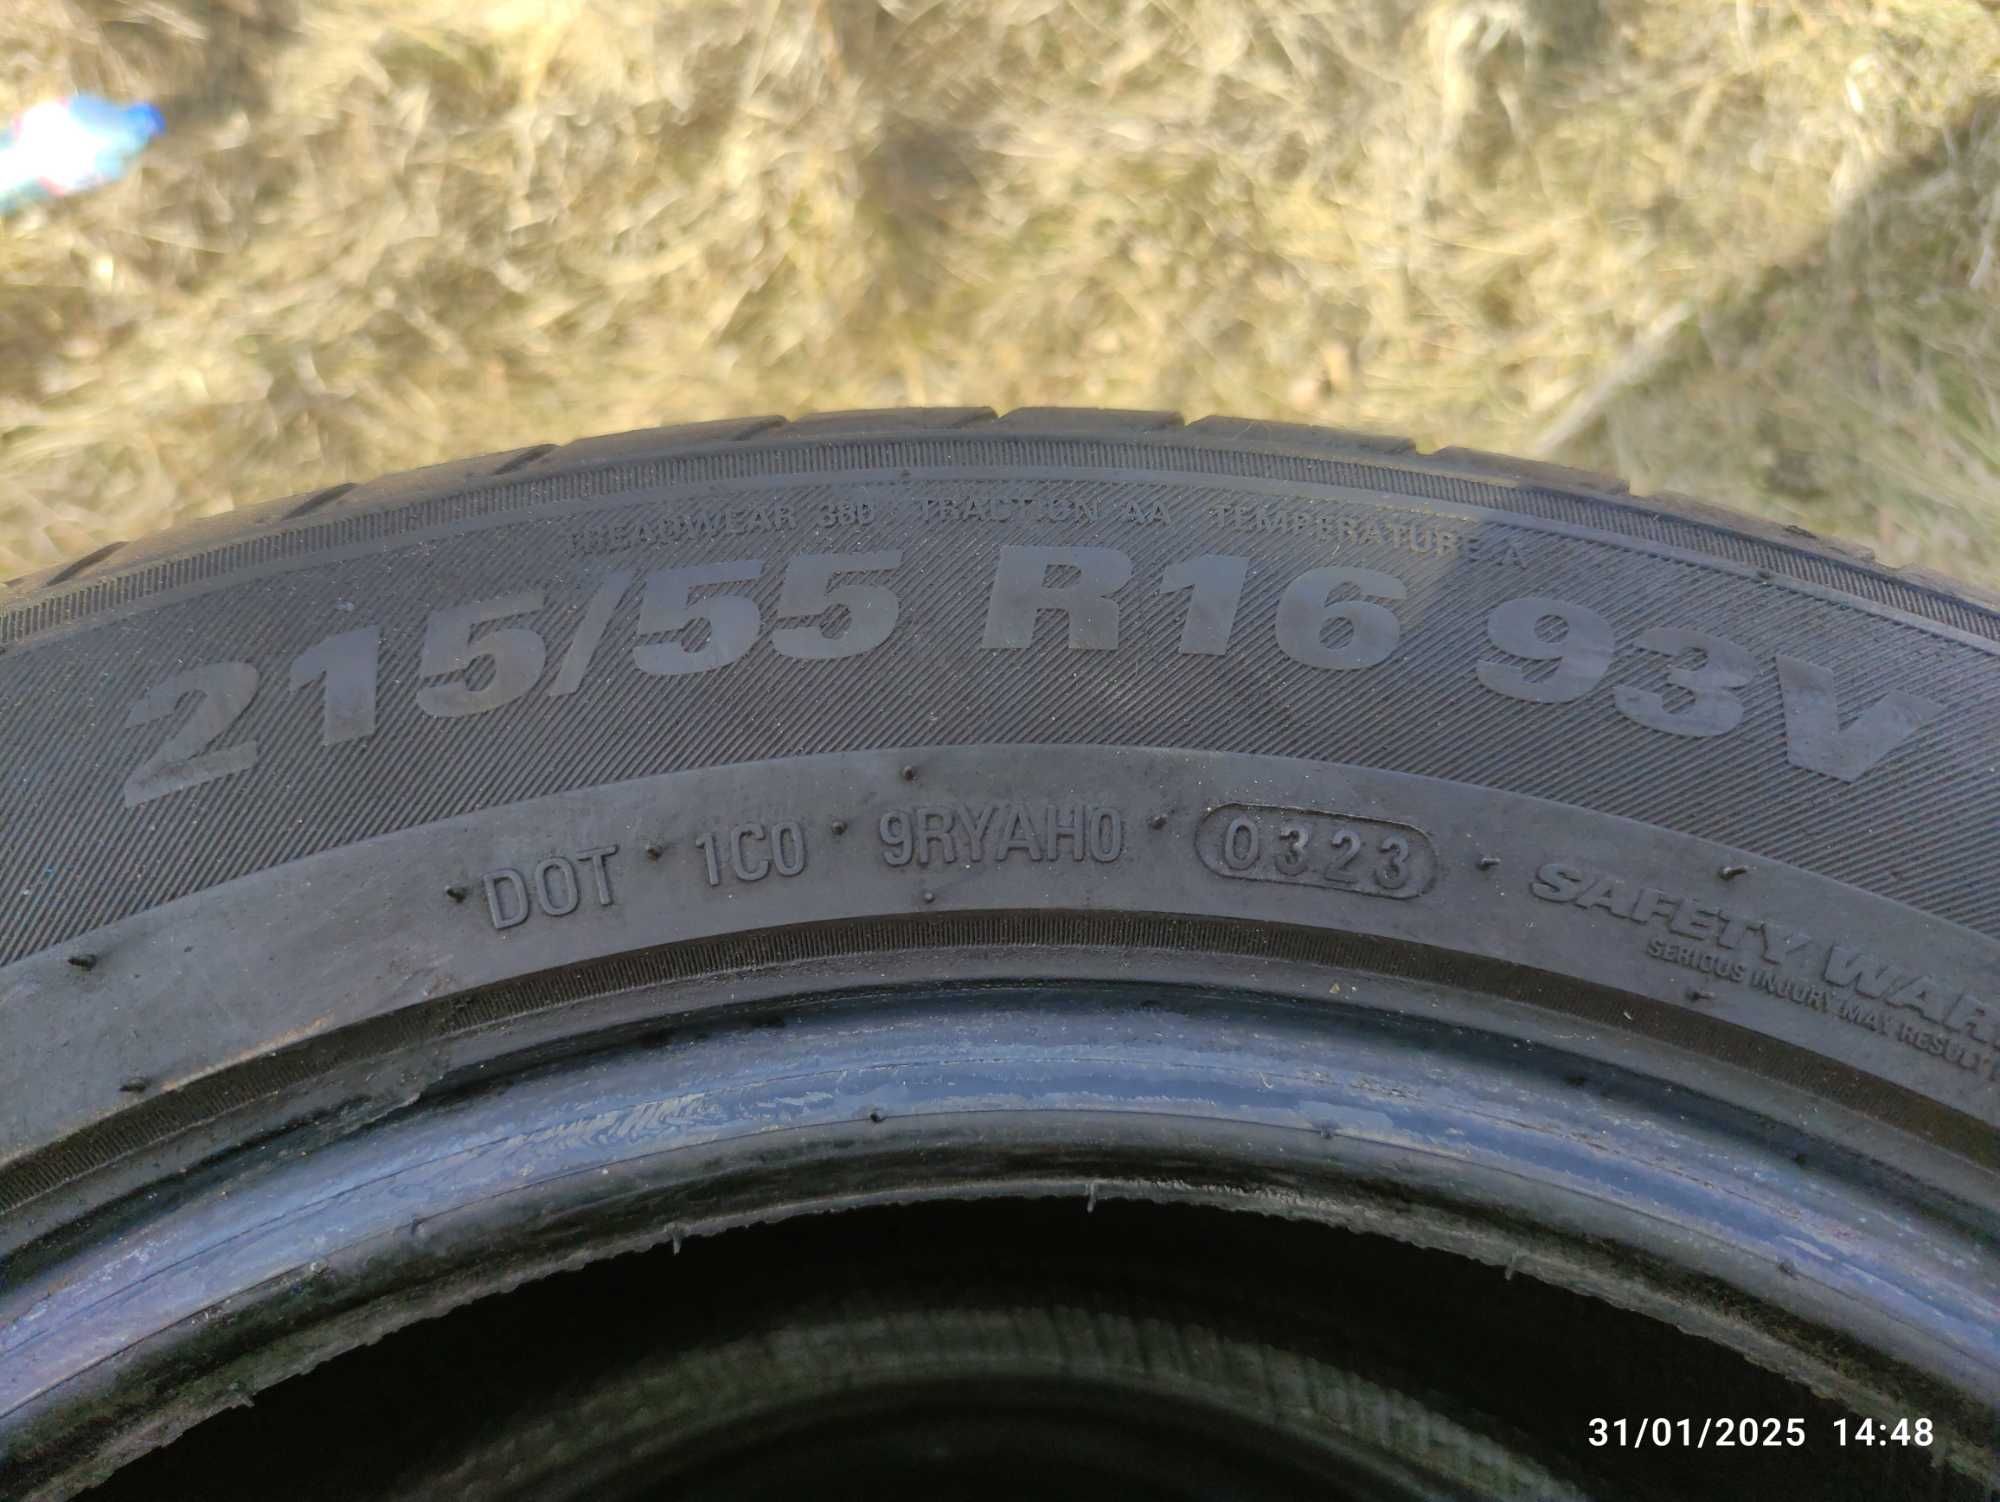 TREADWEAR 380 TRACTION AA TEMPERATURE A
215/55 R16 93V
DOT · 1C0 · 9RYAH0 · 0323 · SAFETY
SERIOUS INJURY MAY RESULT
31/01/2025 14:48